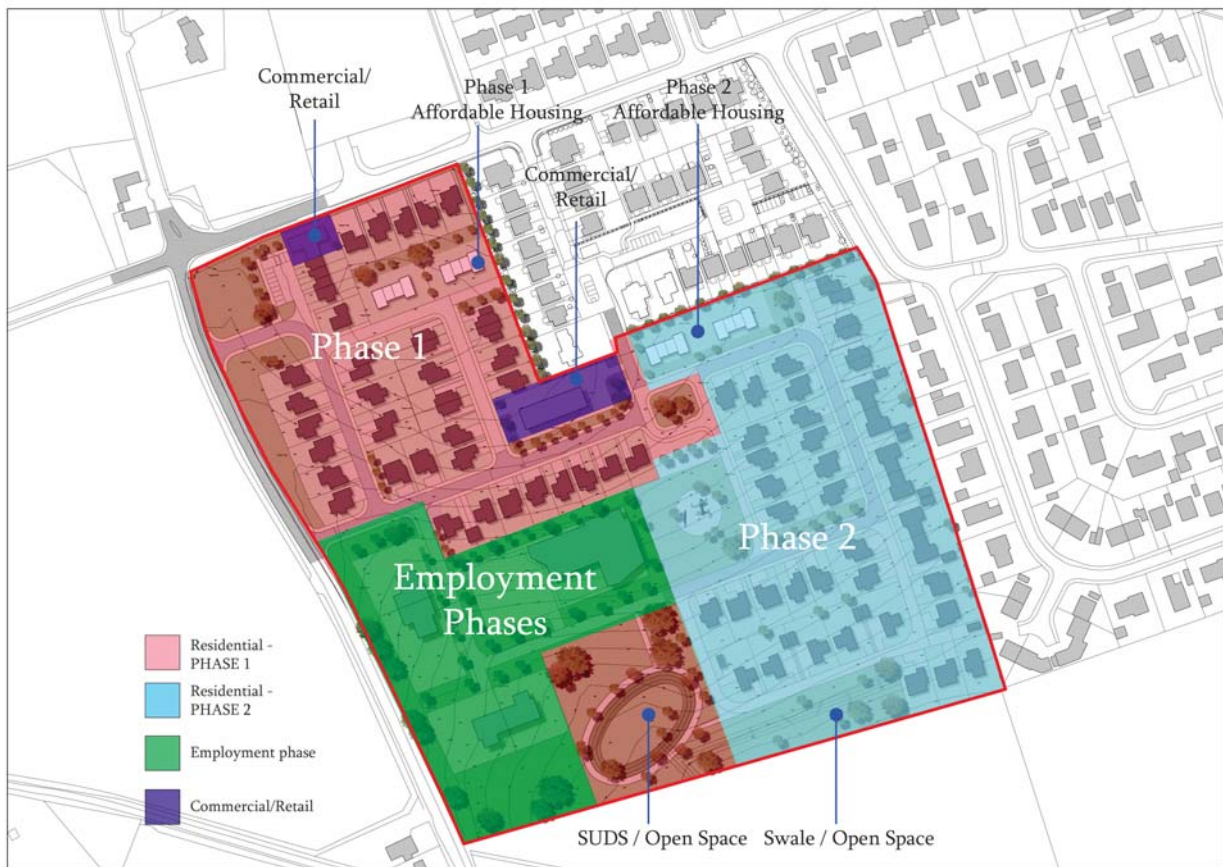 Commercial/
Retail
Phase 1
Affordable Housing
Phase 2
Affordable Housing
Commercial/
Retail
Phase 1
Phase 2
Employment
Phases
Residential -
PHASE 1
Residential -
PHASE 2
Employment phase
Commercial/Retail
SUDS / Open Space
Swale / Open Space